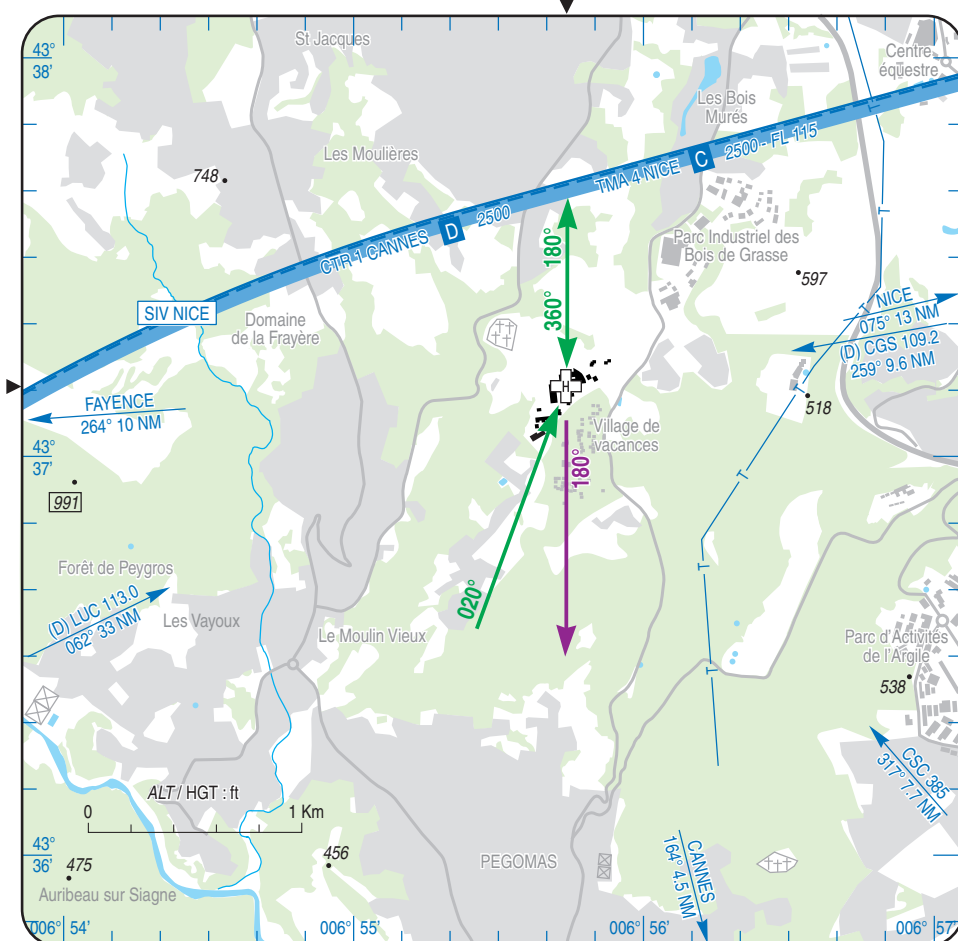 43°
38'
St Jacques
Centre
équestre
Les Bois
Murés
Les Moulières
748
TMA 4 NICE C 2500 - FL 115
CTR 1 CANNES D 2500
180°
360°
Parc Industriel des
Bois de Grasse
597
SIV NICE
Domaine
de la Frayère
NICE
075° 13 NM
(D) CGS 109.2
259° 9.6 NM
H
FAYENCE
264° 10 NM
518
Village de
vacances
43°
37'
180°
991
Forêt de Peygros
(D) LUC 113.0
062° 33 NM
020°
Les Vayoux
Le Moulin Vieux
Parc d'Activités
de l'Argile
538
T
T
T
T
T
CSC 385
317° 7.7 NM
ALT / HGT : ft
0 1 Km
43°
36'
475
456
PEGOMAS
CANNES
164° 4.5 NM
Auribeau sur Siagne
006° 54'
006° 55'
006° 56'
006° 57'